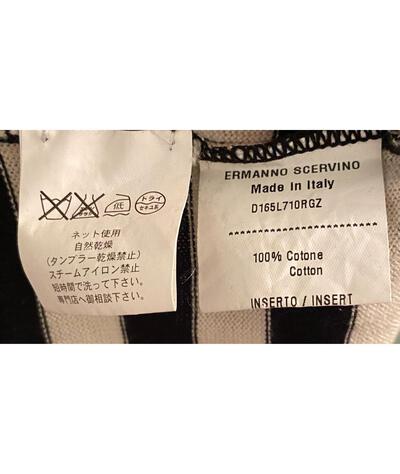 低
ドライ
セキユ系
ネット使用
自然乾燥
(タンブラー乾燥禁止)
スチームアイロン禁止
短時間で洗って下さい。
専門店へ御相談下さい。
ERMANNO SCERVINO
Made in Italy
D165L710RGZ
********************
100% Cotone
Cotton
INSERTO / INSERT